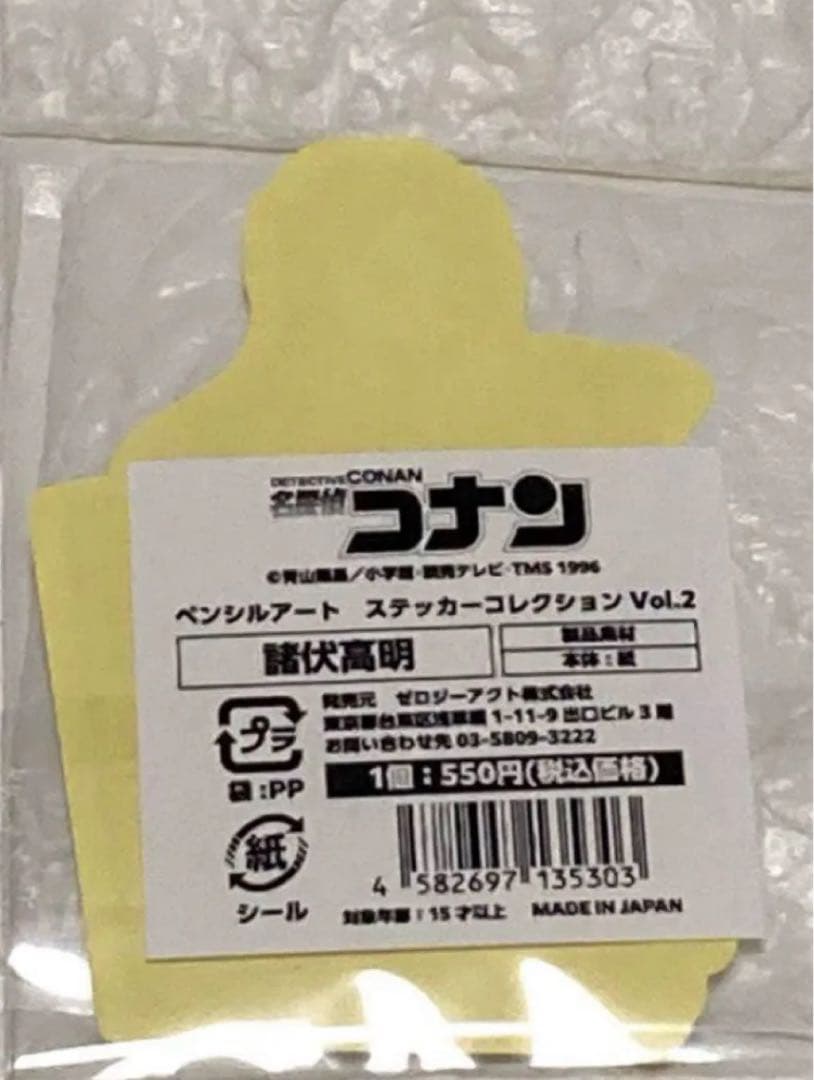 DETECTIVE CONAN
名探偵コナン
©青山剛昌／小学館・読売テレビ・TMS 1996
ペンシルアート ステッカーコレクション Vol.2
諸伏高明
製品素材
本体：紙
プラ
袋：PP
発売元 ゼロジーアクト株式会社
東京都台東区浅草橋1-11-9 出口ビル3階
お問い合わせ先 03-5809-3222
1個：550円(税込価格)
紙
シール
4 582697 135303
対象年齢：15才以上 MADE IN JAPAN